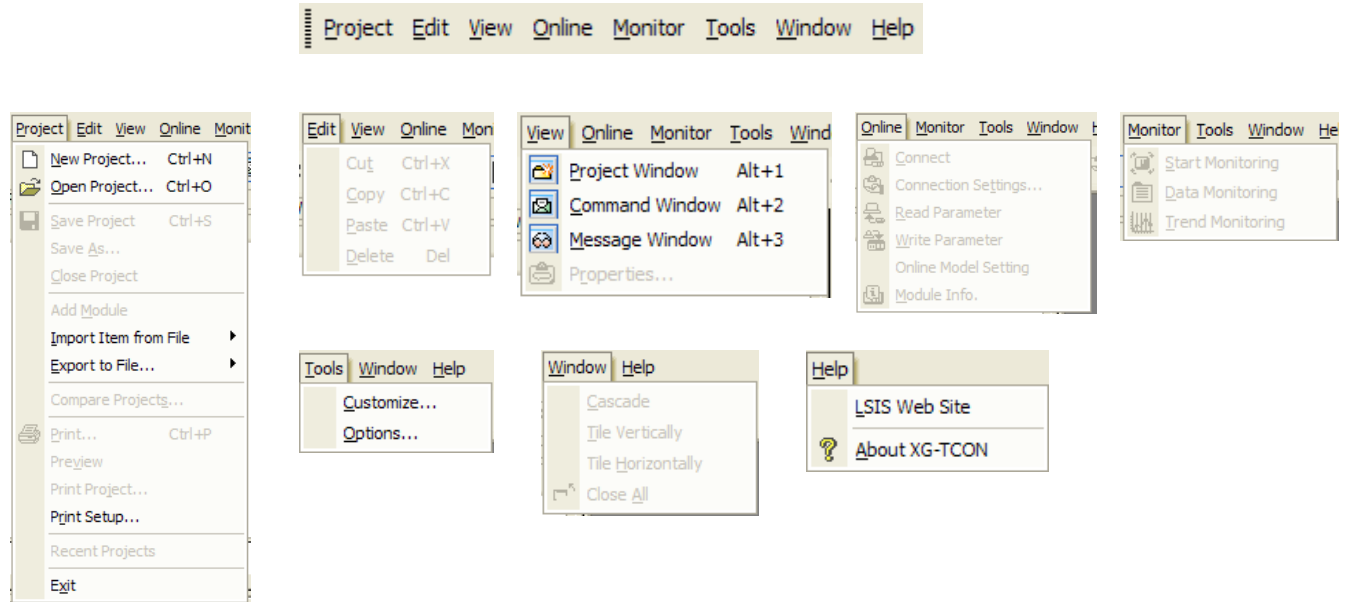 Project Edit View Online Monitor Tools Window Help
Project Edit View Online Monit
New Project... Ctrl+N
Open Project... Ctrl+O
Save Project Ctrl+S
Save As...
Close Project
Add Module
Import Item from File
Export to File...
Compare Projects...
Print... Ctrl+P
Preview
Print Project...
Print Setup...
Recent Projects
Exit
Edit View Online Mon
Cut Ctrl+X
Copy Ctrl+C
Paste Ctrl+V
Delete Del
View Online Monitor Tools Wind
Project Window Alt+1
Command Window Alt+2
Message Window Alt+3
Properties...
Online Monitor Tools Window H
Connect
Connection Settings...
Read Parameter
Write Parameter
Online Model Setting
Module Info.
Monitor Tools Window He
Start Monitoring
Data Monitoring
Trend Monitoring
Tools Window Help
Customize...
Options...
Window Help
Cascade
Tile Vertically
Tile Horizontally
Close All
Help
LSIS Web Site
About XG-TCON